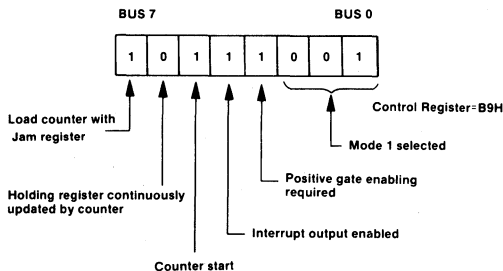 BUS 7
BUS 0
1 0 1 1 1 0 0 1
Load counter with
Jam register
Control Register=B9H
Mode 1 selected
Positive gate enabling
required
Holding register continuously
updated by counter
Interrupt output enabled
Counter start